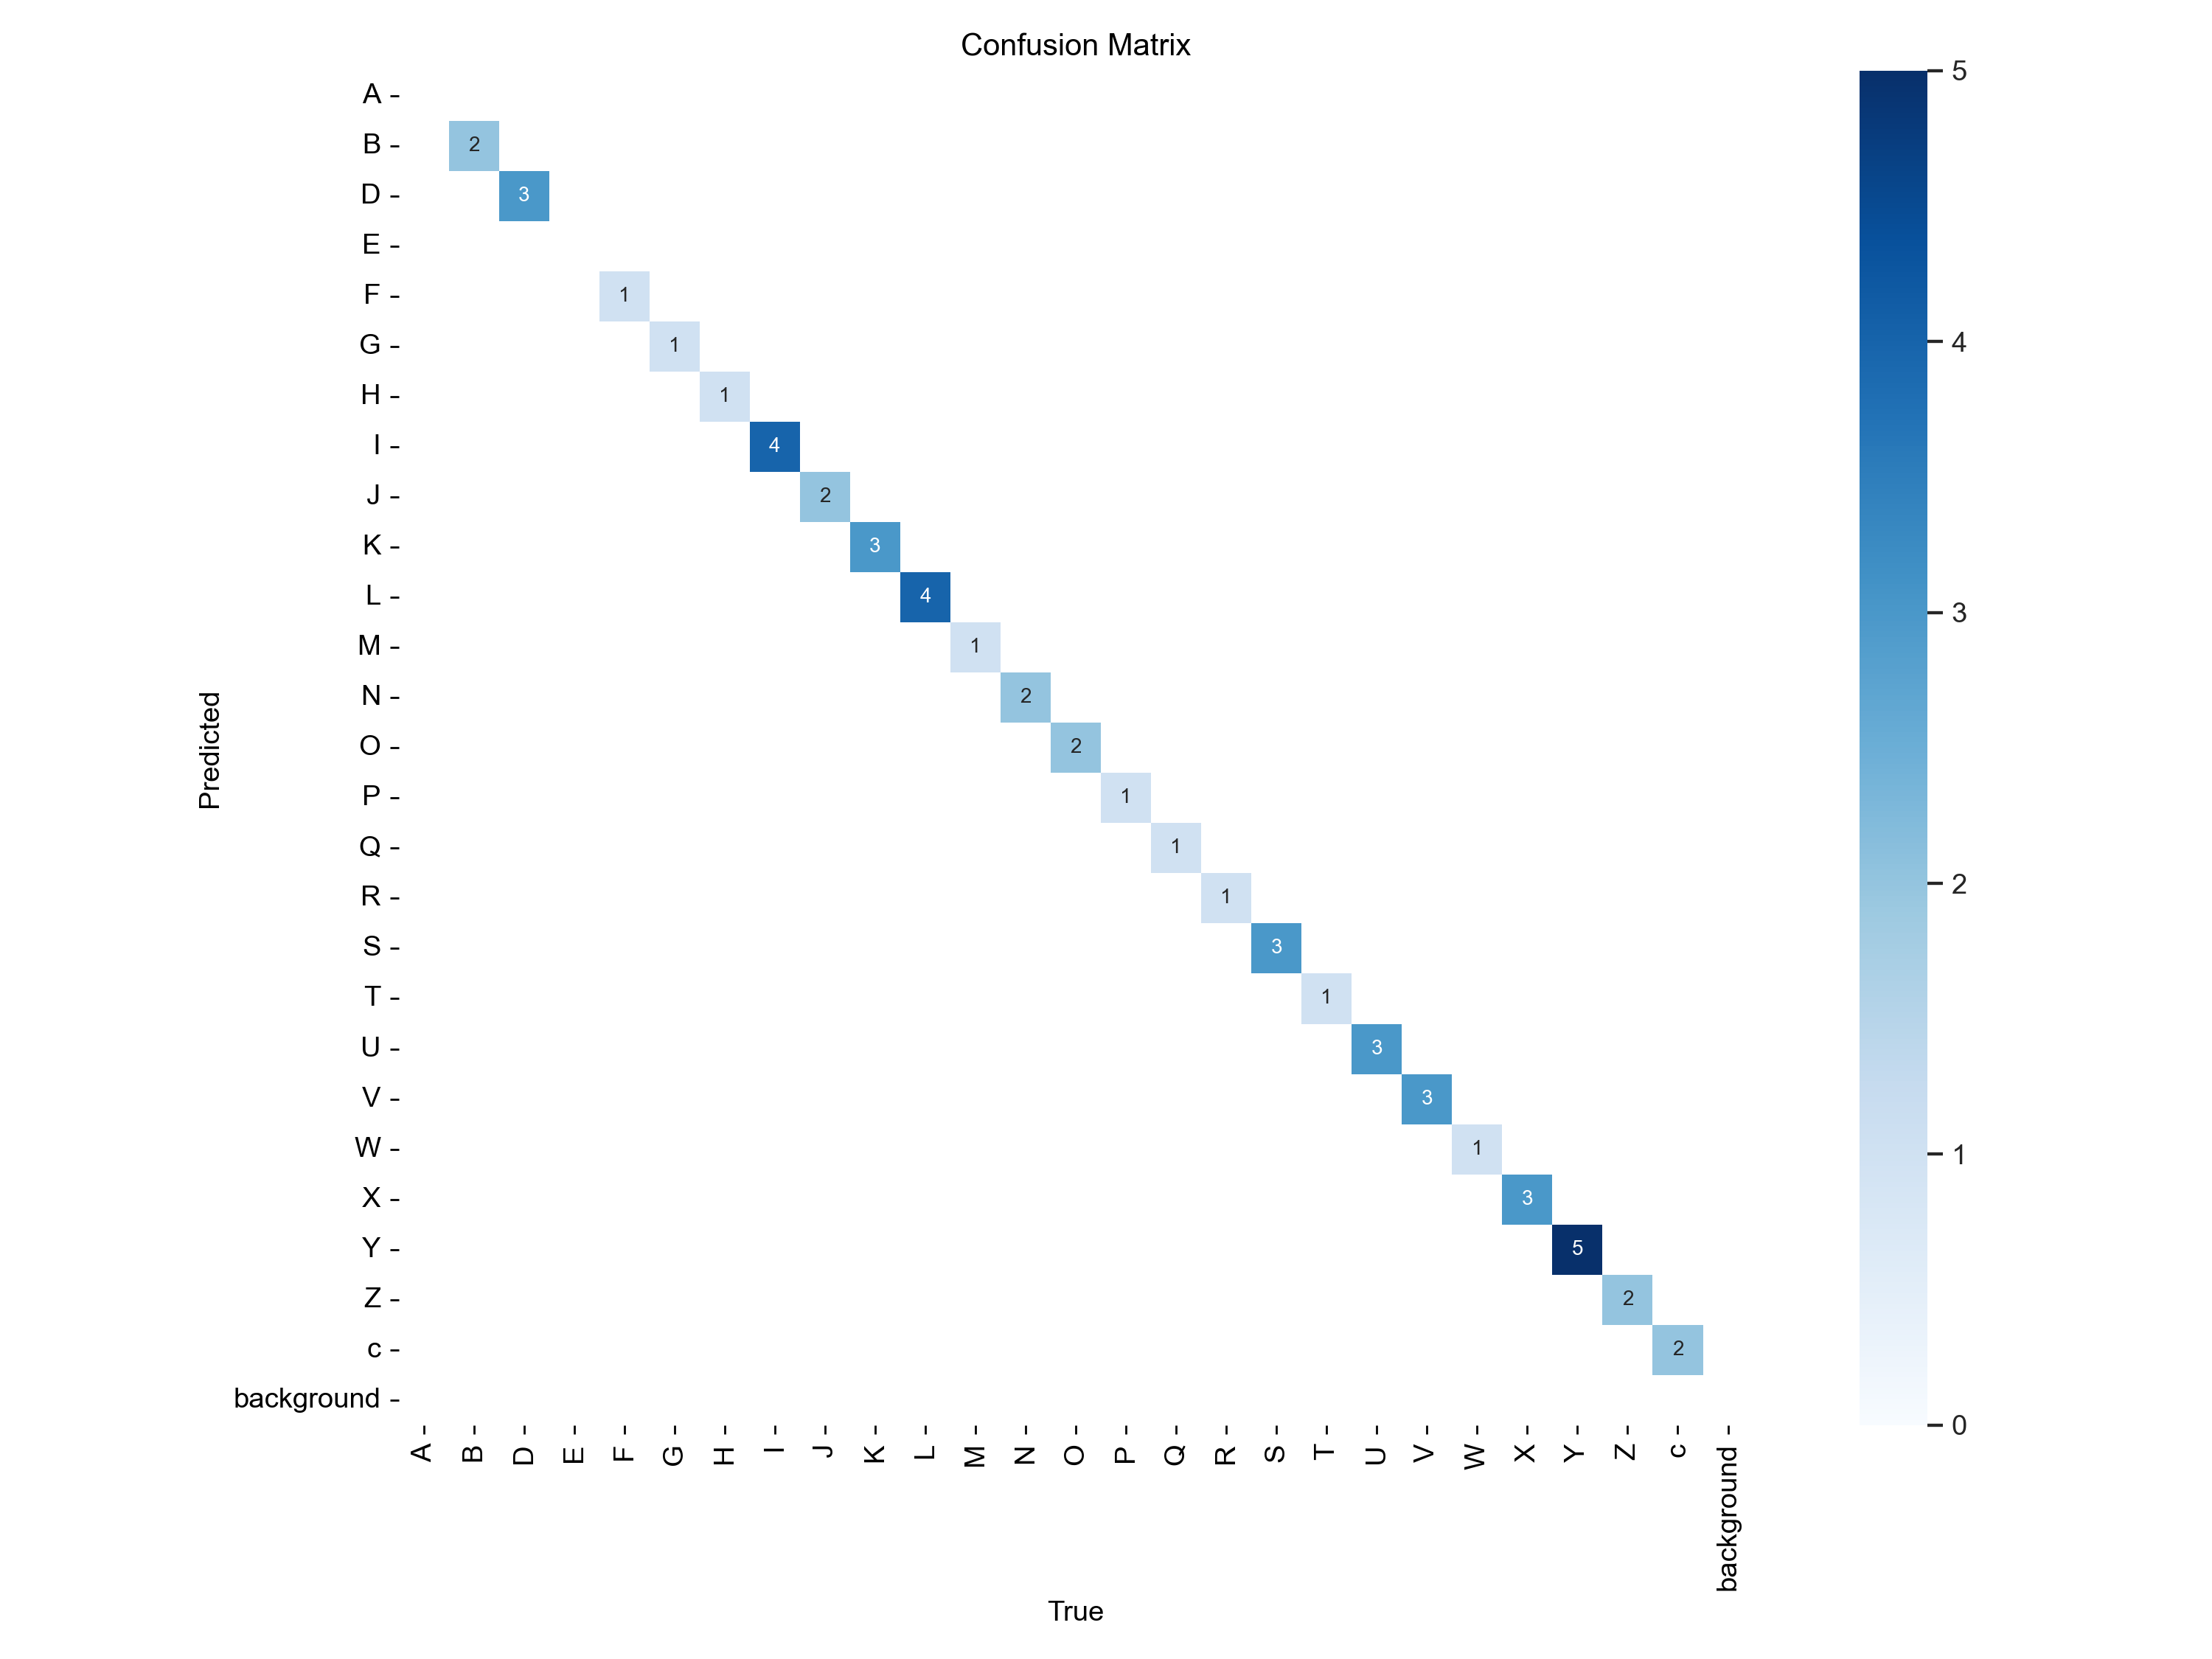 Confusion Matrix
A
B 2
D 3
E
F 1
G 1
H 1
I 4
J 2
K 3
L 4
M 1
N 2
O 2
P 1
Q 1
R 1
S 3
T 1
U 3
V 3
W 1
X 3
Y 5
Z 2
c 2
background
A B D E F G H I J K L M N O P Q R S T U V W X Y Z c background
True
Predicted
5
4
3
2
1
0